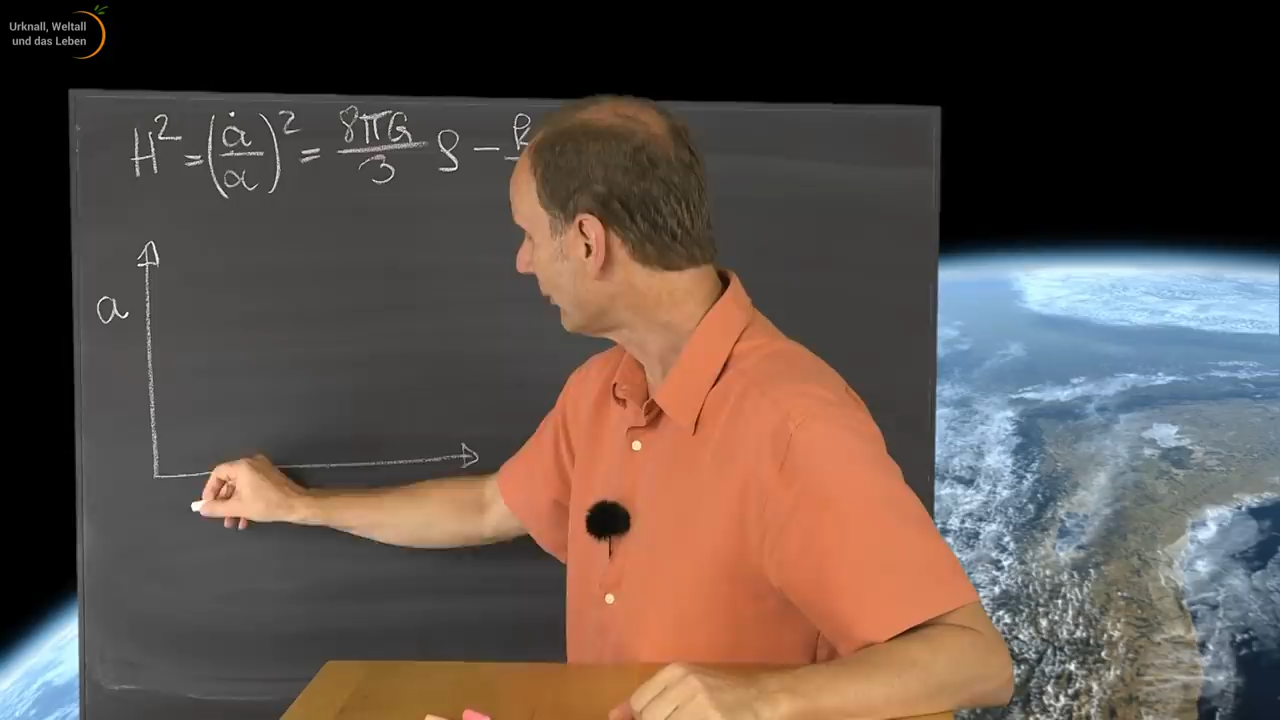 Urknall, Weltall
und das Leben
H² = (ȧ/a)² = 8πG/3 ρ −
a